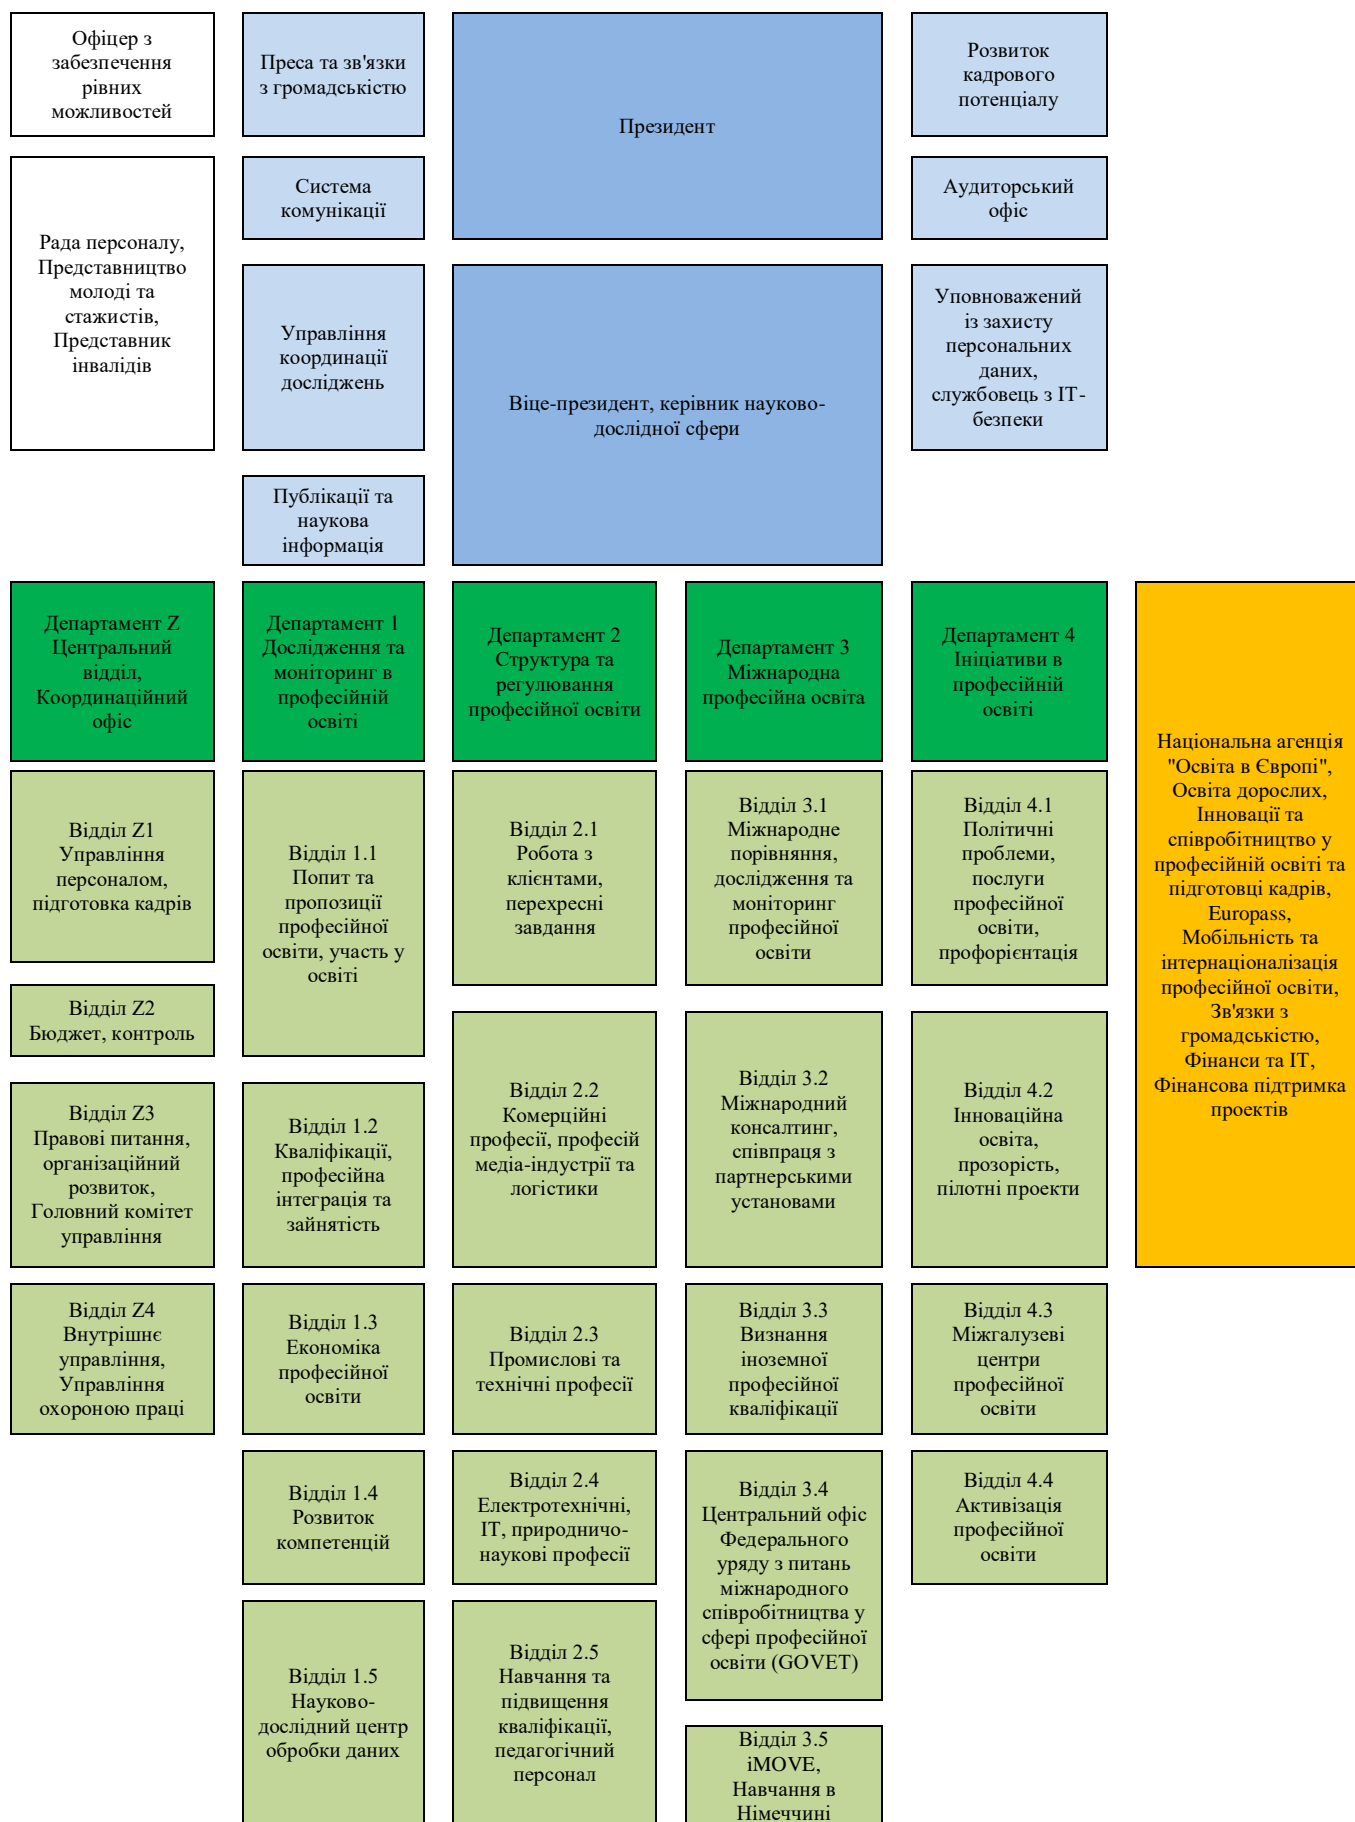 Офіцер з
забезпечення
рівних
можливостей
Преса та зв'язки
з громадськістю
Президент
Розвиток
кадрового
потенціалу
Рада персоналу,
Представництво
молоді та
стажистів,
Представник
інвалідів
Система
комунікації
Аудиторський
офіс
Управління
координації
досліджень
Віце-президент, керівник науково-
дослідної сфери
Уповноважений
із захисту
персональних
даних,
службовець з ІТ-
безпеки
Публікації та
наукова
інформація
Департамент Z
Центральний
відділ,
Координаційний
офіс
Департамент 1
Дослідження та
моніторинг в
професійній
освіті
Департамент 2
Структура та
регулювання
професійної освіти
Департамент 3
Міжнародна
професійна освіта
Департамент 4
Ініціативи в
професійній
освіті
Національна агенція
"Освіта в Європі",
Освіта дорослих,
Інновації та
співробітництво у
професійній освіті та
підготовці кадрів,
Europass,
Мобільність та
інтернаціоналізація
професійної освіти,
Зв'язки з
громадськістю,
Фінанси та ІТ,
Фінансова підтримка
проектів
Відділ Z1
Управління
персоналом,
підготовка кадрів
Відділ 1.1
Попит та
пропозиції
професійної
освіти, участь у
освіті
Відділ 2.1
Робота з
клієнтами,
перехресні
завдання
Відділ 3.1
Міжнародне
порівняння,
дослідження та
моніторинг
професійної
освіти
Відділ 4.1
Політичні
проблеми,
послуги
професійної
освіти,
профорієнтація
Відділ Z2
Бюджет, контроль
Відділ Z3
Правові питання,
організаційний
розвиток,
Головний комітет
управління
Відділ 1.2
Кваліфікації,
професійна
інтеграція та
зайнятість
Відділ 2.2
Комерційні
професії, професій
медіа-індустрії та
логістики
Відділ 3.2
Міжнародний
консалтинг,
співпраця з
партнерськими
установами
Відділ 4.2
Інноваційна
освіта,
прозорість,
пілотні проекти
Відділ Z4
Внутрішнє
управління,
Управління
охороною праці
Відділ 1.3
Економіка
професійної
освіти
Відділ 2.3
Промислові та
технічні професії
Відділ 3.3
Визнання
іноземної
професійної
кваліфікації
Відділ 4.3
Міжгалузеві
центри
професійної
освіти
Відділ 1.4
Розвиток
компетенцій
Відділ 2.4
Електротехнічні,
ІТ, природничо-
наукові професії
Відділ 3.4
Центральний офіс
Федерального
уряду з питань
міжнародного
співробітництва у
сфері професійної
освіти (GOVET)
Відділ 4.4
Активізація
професійної
освіти
Відділ 1.5
Науково-
дослідний центр
обробки даних
Відділ 2.5
Навчання та
підвищення
кваліфікації,
педагогічний
персонал
Відділ 3.5
iMOVE,
Навчання в
Німеччині